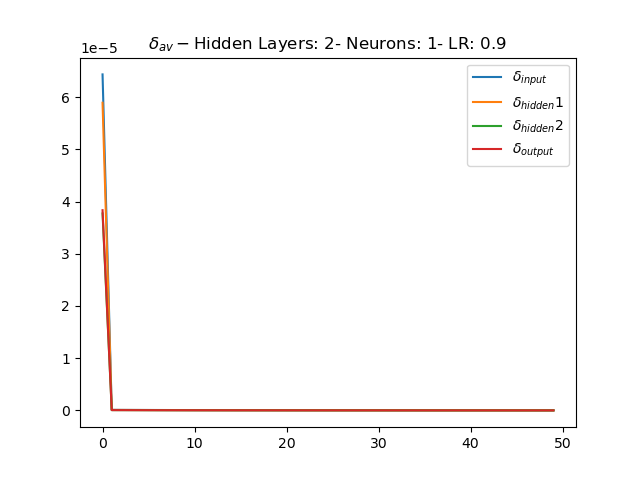 δ_av − Hidden Layers: 2- Neurons: 1- LR: 0.9
1e−5
6
5
4
3
2
1
0
0 10 20 30 40 50
δ_input
δ_hidden1
δ_hidden2
δ_output